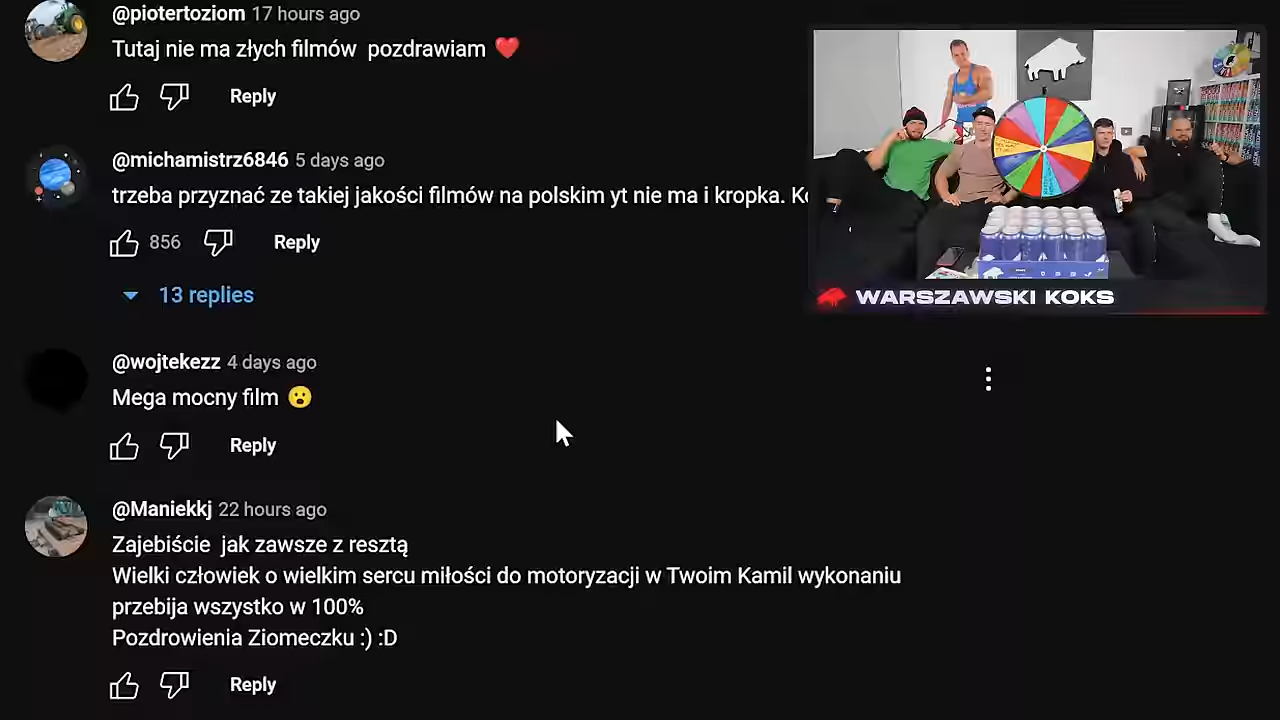 @piotertoziom 17 hours ago
Tutaj nie ma złych filmów pozdrawiam ❤️
Reply
@michamistrz6846 5 days ago
trzeba przyznać ze takiej jakości filmów na polskim yt nie ma i kropka.
856 Reply
13 replies
WARSZAWSKI KOKS
@wojtekezz 4 days ago
Mega mocny film 😮
Reply
@Maniekkj 22 hours ago
Zajebiście jak zawsze z resztą
Wielki człowiek o wielkim sercu miłości do motoryzacji w Twoim Kamil wykonaniu
przebija wszystko w 100%
Pozdrowienia Ziomeczku :) :D
Reply